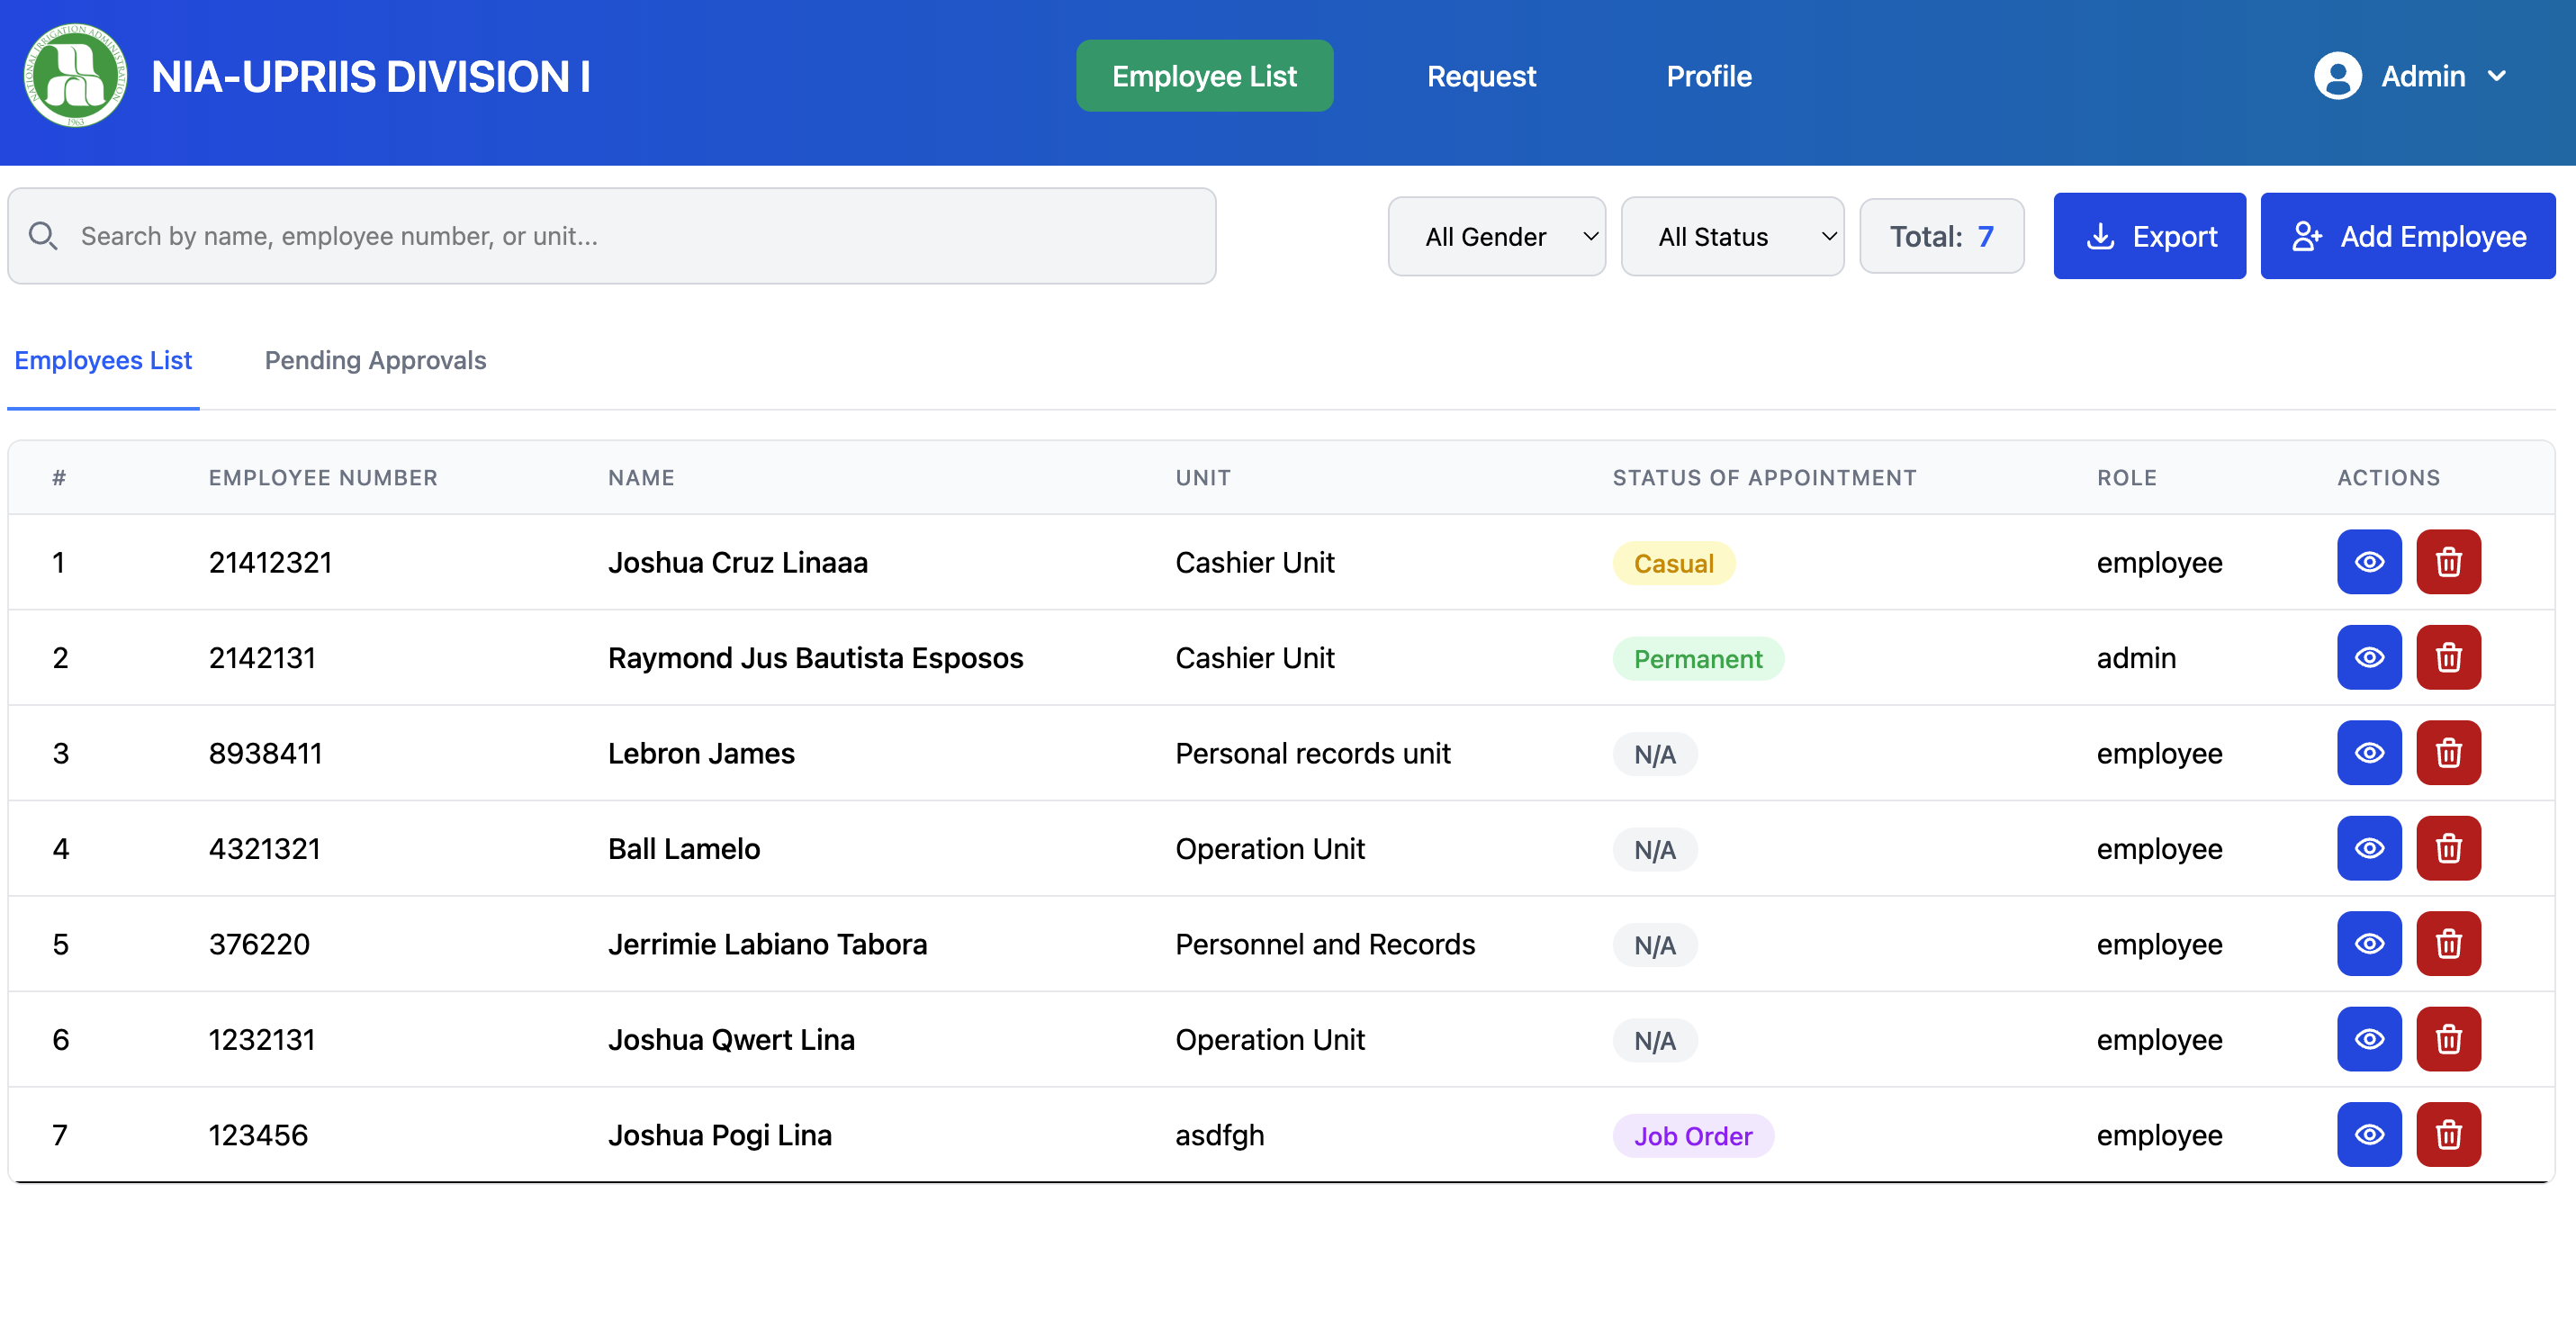 NATIONAL IRRIGATION ADMINISTRATION
1963
NIA-UPRIIS DIVISION I
Employee List Request Profile
Admin
Search by name, employee number, or unit...
All Gender All Status Total: 7 Export Add Employee
Employees List Pending Approvals
# EMPLOYEE NUMBER NAME UNIT STATUS OF APPOINTMENT ROLE ACTIONS
1 21412321 Joshua Cruz Linaaa Cashier Unit Casual employee
2 2142131 Raymond Jus Bautista Esposos Cashier Unit Permanent admin
3 8938411 Lebron James Personal records unit N/A employee
4 4321321 Ball Lamelo Operation Unit N/A employee
5 376220 Jerrimie Labiano Tabora Personnel and Records N/A employee
6 1232131 Joshua Qwert Lina Operation Unit N/A employee
7 123456 Joshua Pogi Lina asdfgh Job Order employee